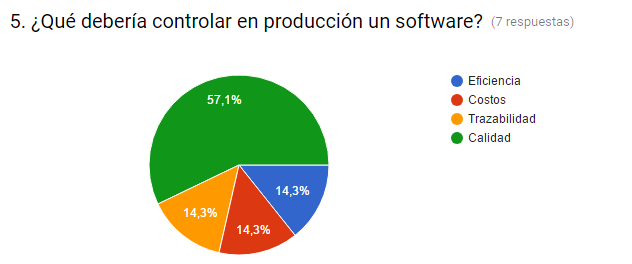 5. ¿Qué debería controlar en producción un software? (7 respuestas)
57,1%
14,3%
14,3%
14,3%
Eficiencia
Costos
Trazabilidad
Calidad